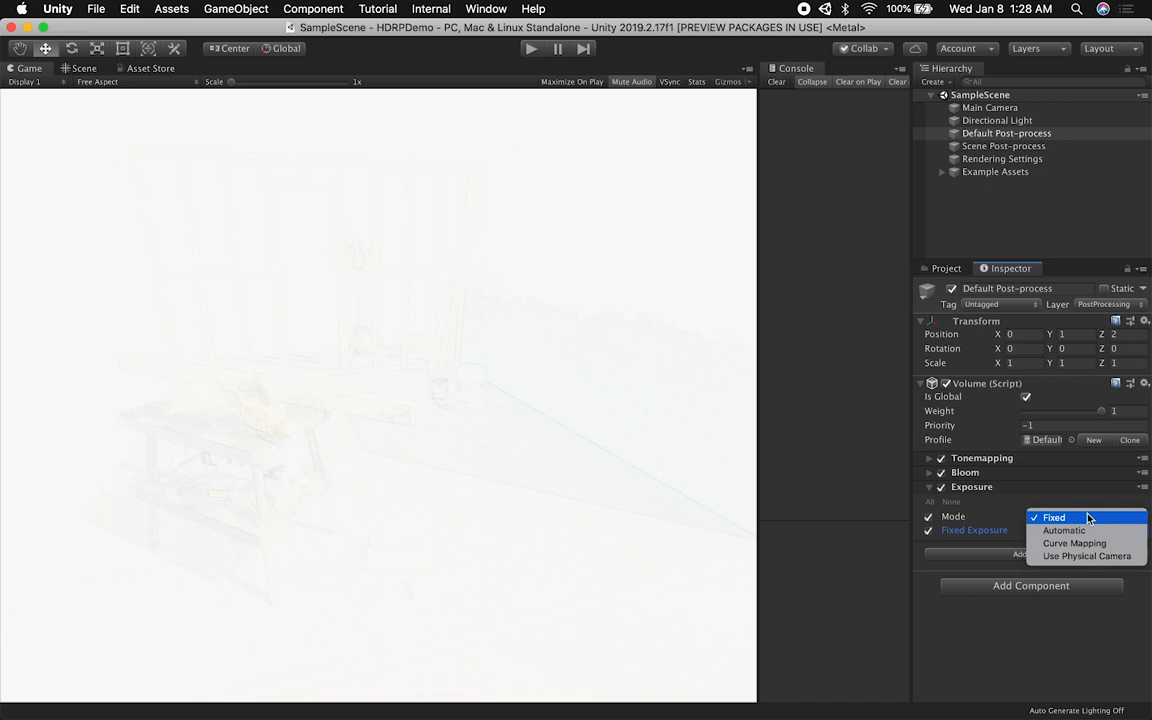 Unity File Edit Assets GameObject Component Tutorial Internal Window Help 100% Wed Jan 8 1:28 AM
SampleScene - HDRPDemo - PC, Mac & Linux Standalone - Unity 2019.2.17f1 [PREVIEW PACKAGES IN USE] <Metal>
Center Global Collab Account Layers Layout
Game Scene Asset Store Console Hierarchy
Display 1 Free Aspect Scale 1x Maximize On Play Mute Audio VSync Stats Gizmos Clear Collapse Clear on Play Clear Create All
SampleScene
Main Camera
Directional Light
Default Post-process
Scene Post-process
Rendering Settings
Example Assets
Project Inspector
Default Post-process Static
Tag Untagged Layer PostProcessing
Transform
Position X 0 Y 1 Z 2
Rotation X 0 Y 0 Z 0
Scale X 1 Y 1 Z 1
Volume (Script)
Is Global
Weight 1
Priority -1
Profile Default New Clone
Tonemapping
Bloom
Exposure
All None
Mode Fixed
Automatic
Fixed Exposure
Curve Mapping
Add
Use Physical Camera
Add Component
Auto Generate Lighting Off